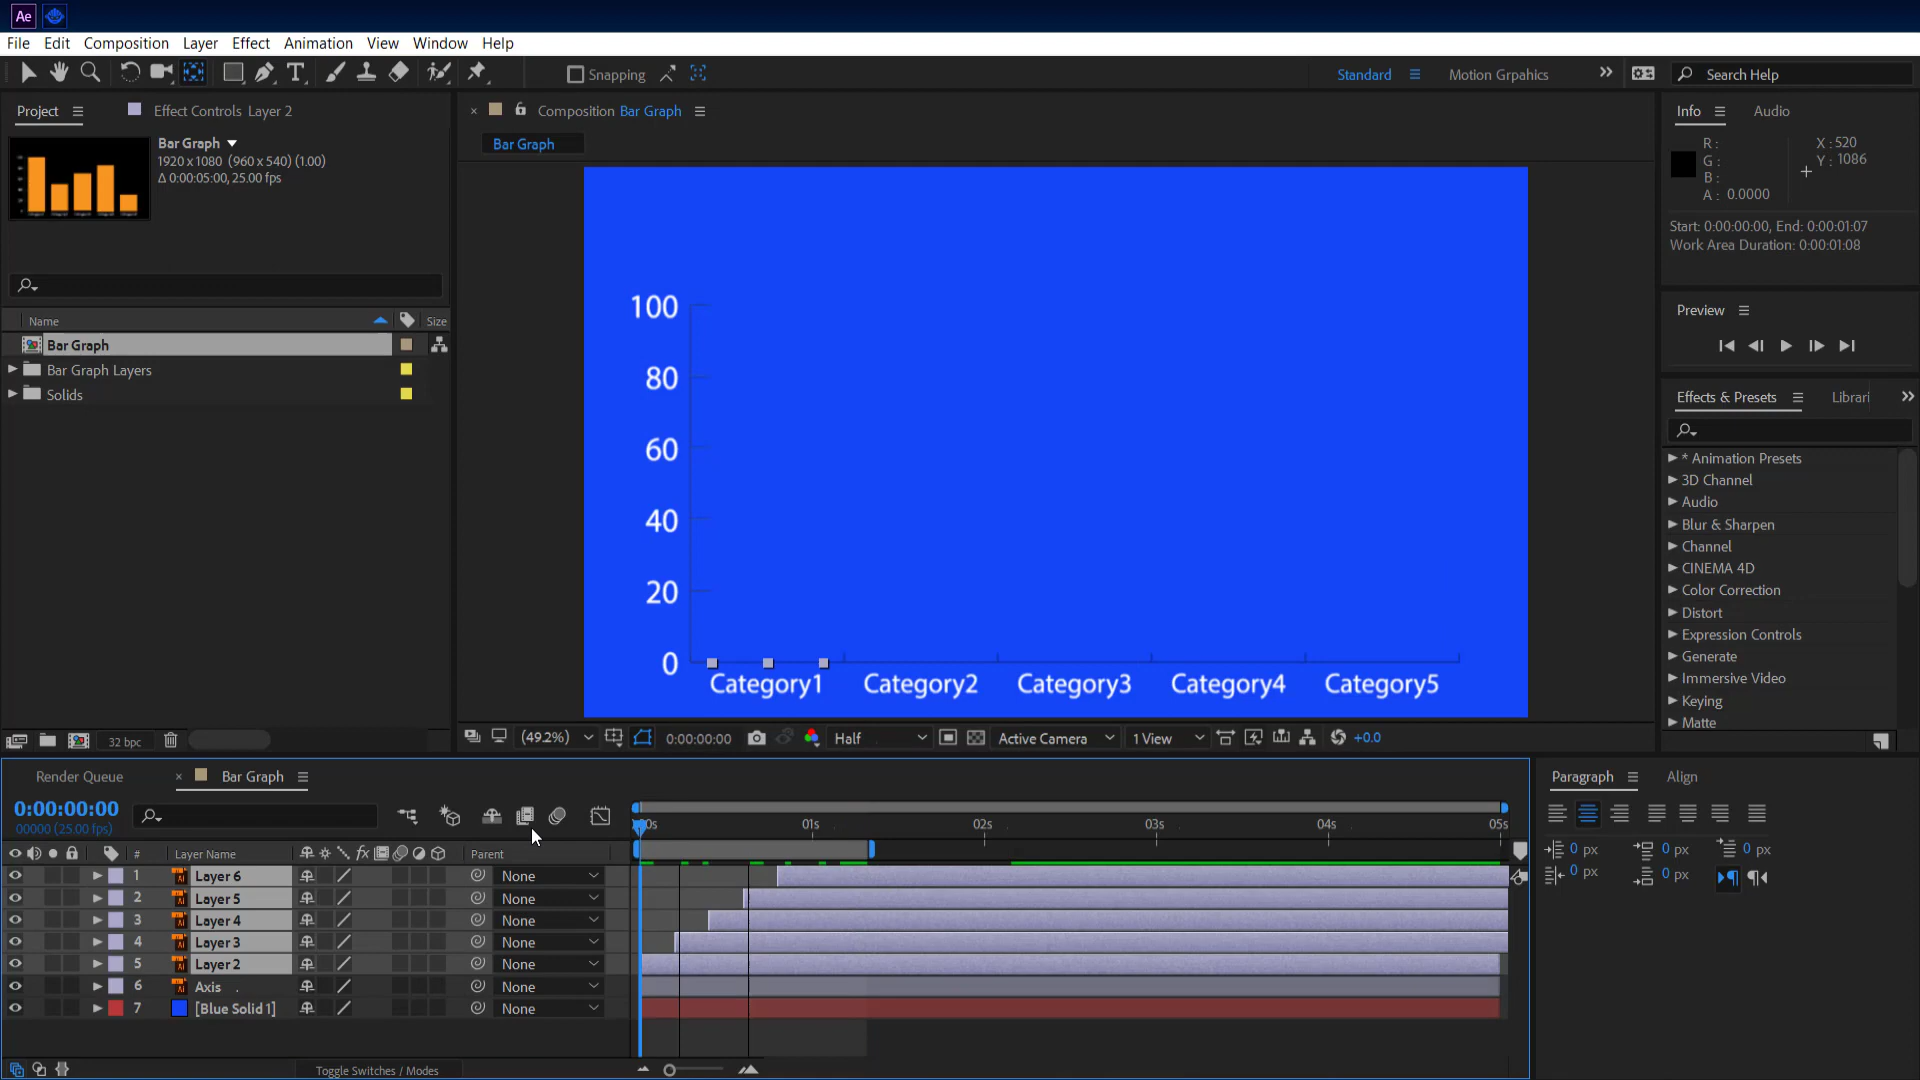 Ae
File Edit Composition Layer Effect Animation View Window Help
Snapping
Standard
Motion Grpahics
Search Help
Project
Effect Controls Layer 2
Bar Graph
1920 x 1080 (960 x 540) (1.00)
Δ 0:00:05:00, 25.00 fps
Name
Size
Bar Graph
Bar Graph Layers
Solids
32 bpc
Composition Bar Graph
Bar Graph
100
80
60
40
20
0
Category1 Category2 Category3 Category4 Category5
(49.2%)
0:00:00:00
Half
Active Camera
1 View
+0.0
Info
Audio
R :
G :
B :
A : 0.0000
X : 520
Y : 1086
Start: 0:00:00:00, End: 0:00:01:07
Work Area Duration: 0:00:01:08
Preview
Effects & Presets
Librari
* Animation Presets
3D Channel
Audio
Blur & Sharpen
Channel
CINEMA 4D
Color Correction
Distort
Expression Controls
Generate
Immersive Video
Keying
Matte
Render Queue
Bar Graph
0:00:00:00
00000 (25.00 fps)
01s 02s 03s 04s 05s
# Layer Name fx Parent
1 Layer 6 None
2 Layer 5 None
3 Layer 4 None
4 Layer 3 None
5 Layer 2 None
6 Axis None
7 [Blue Solid 1] None
Toggle Switches / Modes
Paragraph
Align
0 px 0 px 0 px
0 px 0 px